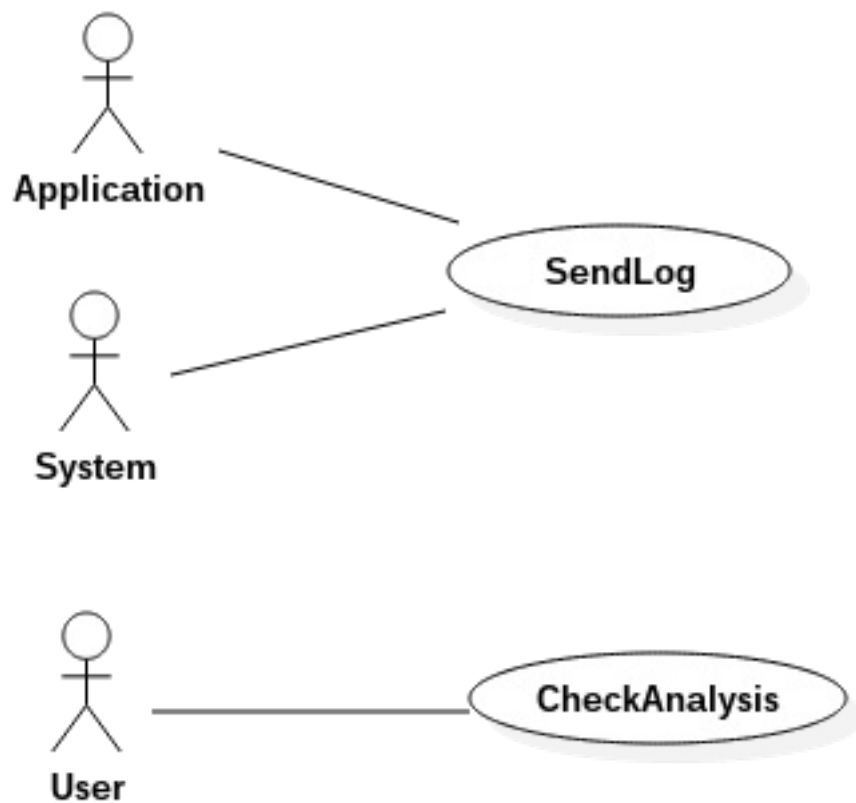 Application
SendLog
System
CheckAnalysis
User